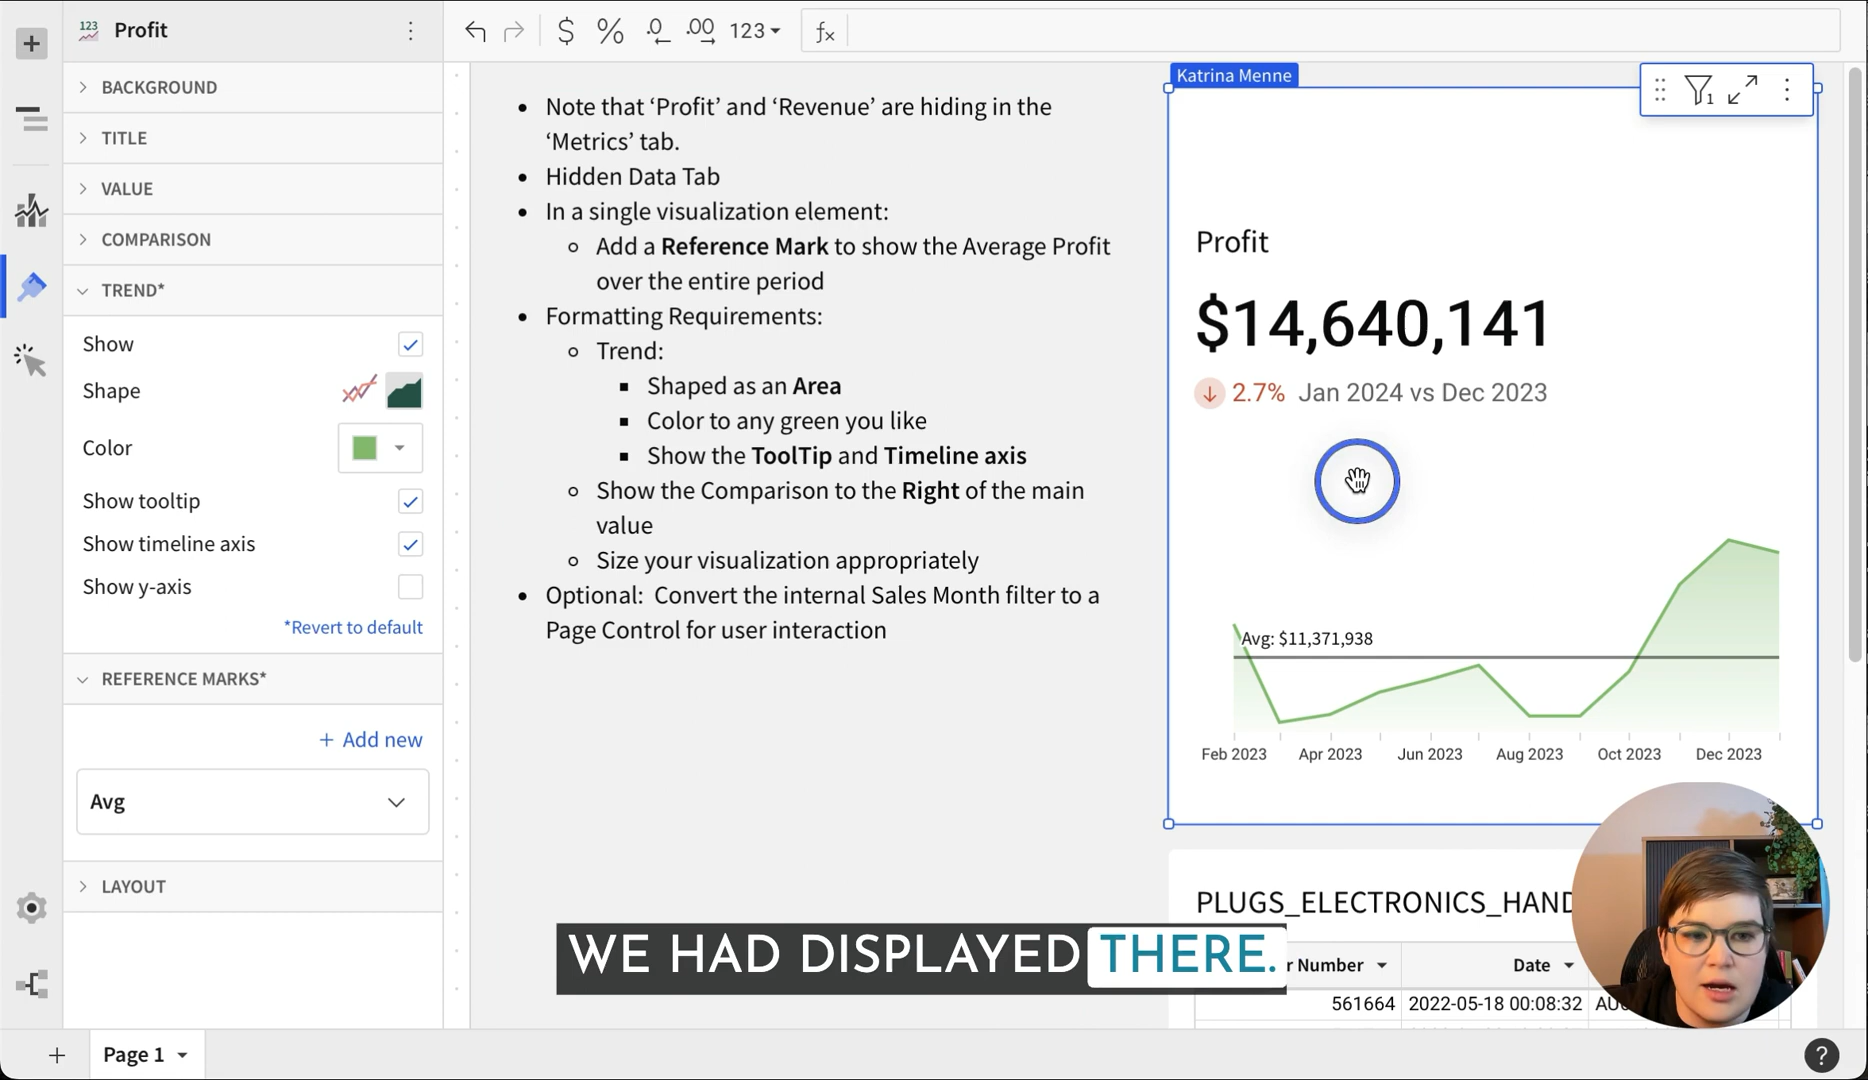 Profit
BACKGROUND
TITLE
VALUE
COMPARISON
TREND*
Show
Shape
Color
Show tooltip
Show timeline axis
Show y-axis
*Revert to default
REFERENCE MARKS*
+ Add new
Avg
LAYOUT
$ % .0 .00 123
fx
• Note that ‘Profit’ and ‘Revenue’ are hiding in the
‘Metrics’ tab.
• Hidden Data Tab
• In a single visualization element:
Add a Reference Mark to show the Average Profit
over the entire period
• Formatting Requirements:
Trend:
Shaped as an Area
Color to any green you like
Show the ToolTip and Timeline axis
Show the Comparison to the Right of the main
value
Size your visualization appropriately
• Optional: Convert the internal Sales Month filter to a
Page Control for user interaction
Katrina Menne
1
Profit
$14,640,141
2.7% Jan 2024 vs Dec 2023
Avg: $11,371,938
Feb 2023 Apr 2023 Jun 2023 Aug 2023 Oct 2023 Dec 2023
PLUGS_ELECTRONICS_HAND
r Number Date
561664 2022-05-18 00:08:32
WE HAD DISPLAYED THERE.
+ Page 1
?